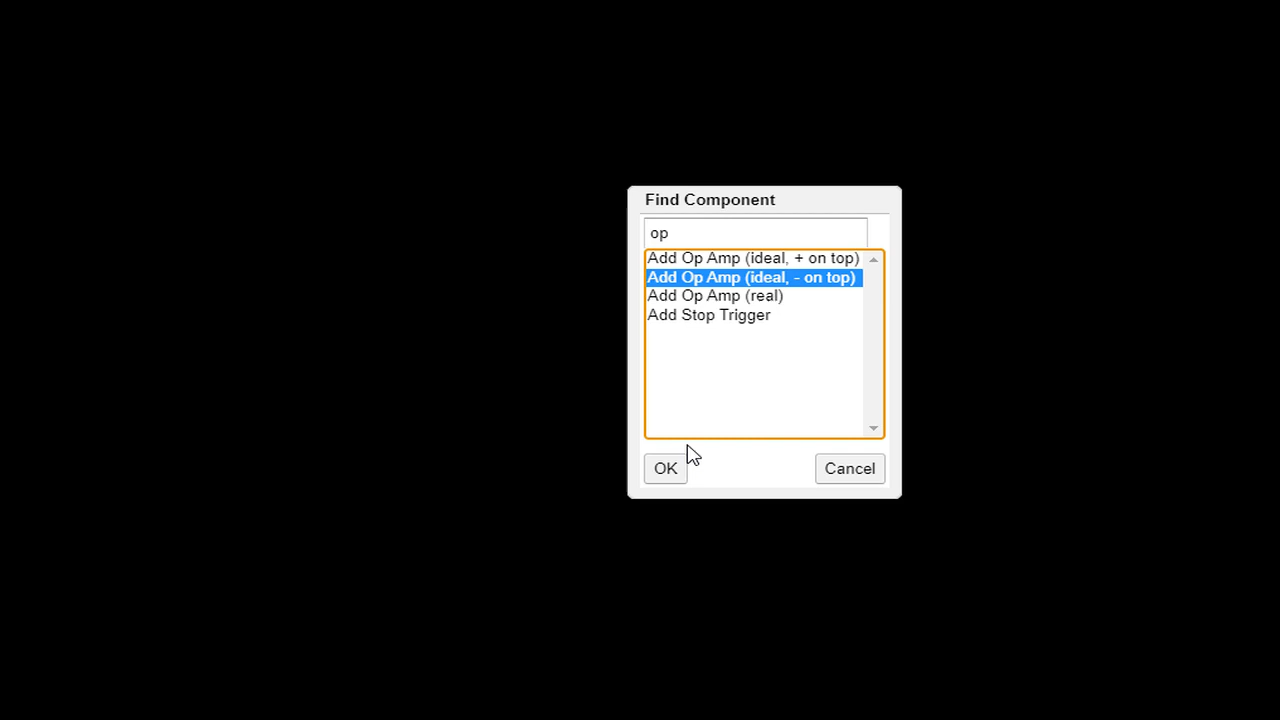 Find Component
op
Add Op Amp (ideal, + on top)
Add Op Amp (ideal, - on top)
Add Op Amp (real)
Add Stop Trigger
OK
Cancel